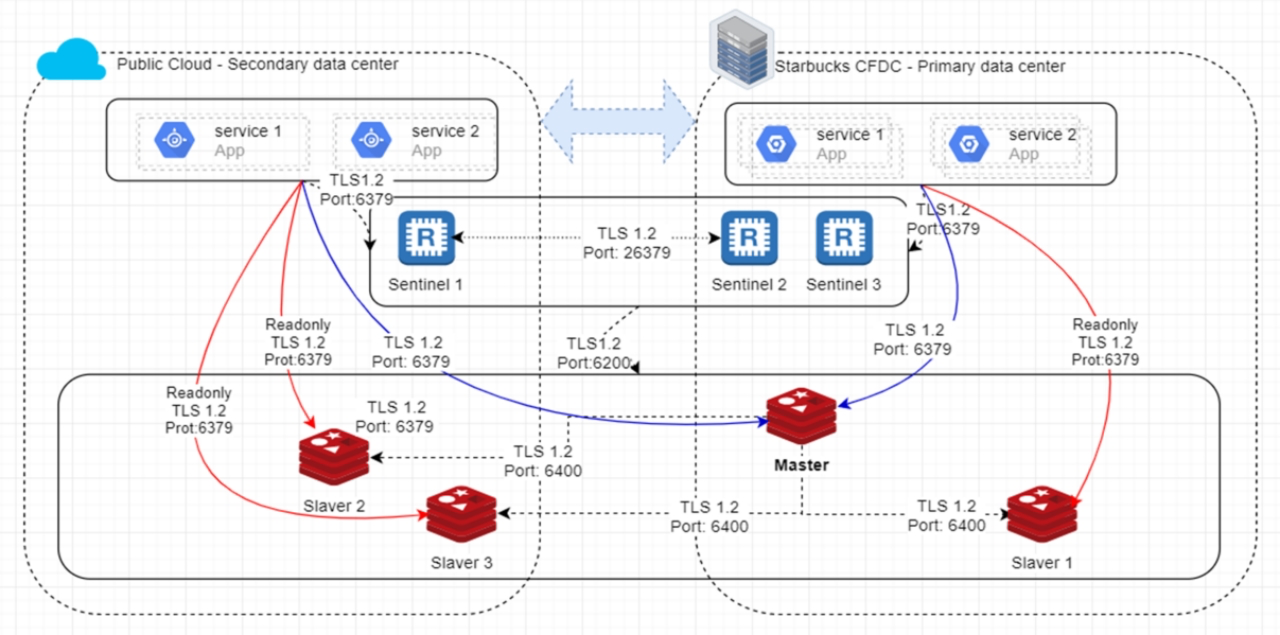 Public Cloud - Secondary data center
Starbucks CFDC - Primary data center
service 1
App
service 2
App
service 1
App
service 2
App
TLS1.2
Port:6379
TLS1.2
Port:6379
R
R
R
TLS 1.2
Port: 26379
Sentinel 1
Sentinel 2
Sentinel 3
Readonly
TLS 1.2
Prot:6379
TLS 1.2
Port: 6379
TLS1.2
Port:6200
TLS 1.2
Port: 6379
Readonly
TLS 1.2
Prot:6379
Readonly
TLS 1.2
Prot:6379
TLS 1.2
Port: 6379
TLS 1.2
Port: 6400
Master
Slaver 2
TLS 1.2
Port: 6400
TLS 1.2
Port: 6400
Slaver 3
Slaver 1